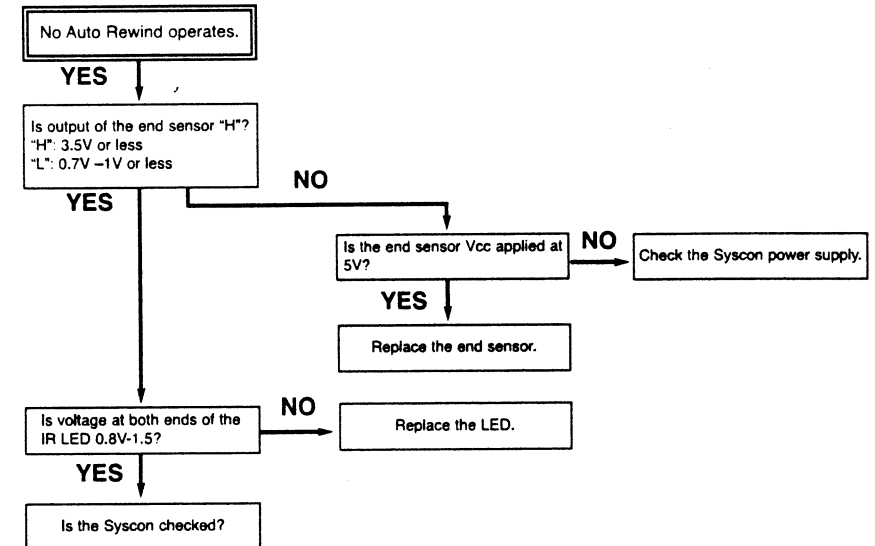 No Auto Rewind operates.
YES
Is output of the end sensor "H"?
"H": 3.5V or less
"L": 0.7V –1V or less
YES
NO
Is the end sensor Vcc applied at
5V?
NO
Check the Syscon power supply.
YES
Replace the end sensor.
Is voltage at both ends of the
IR LED 0.8V-1.5?
NO
Replace the LED.
YES
Is the Syscon checked?